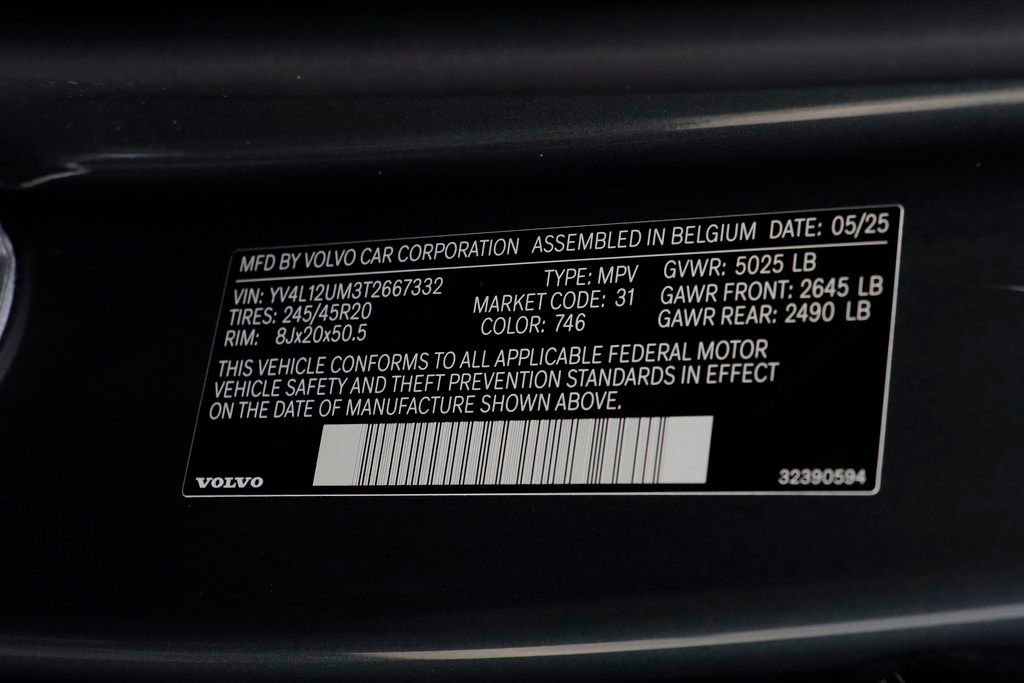 MFD BY VOLVO CAR CORPORATION ASSEMBLED IN BELGIUM DATE: 05/25
VIN: YV4L12UM3T2667332 TYPE: MPV GVWR: 5025 LB
TIRES: 245/45R20 MARKET CODE: 31 GAWR FRONT: 2645 LB
RIM: 8Jx20x50.5 COLOR: 746 GAWR REAR: 2490 LB
THIS VEHICLE CONFORMS TO ALL APPLICABLE FEDERAL MOTOR
VEHICLE SAFETY AND THEFT PREVENTION STANDARDS IN EFFECT
ON THE DATE OF MANUFACTURE SHOWN ABOVE.
VOLVO 32390594